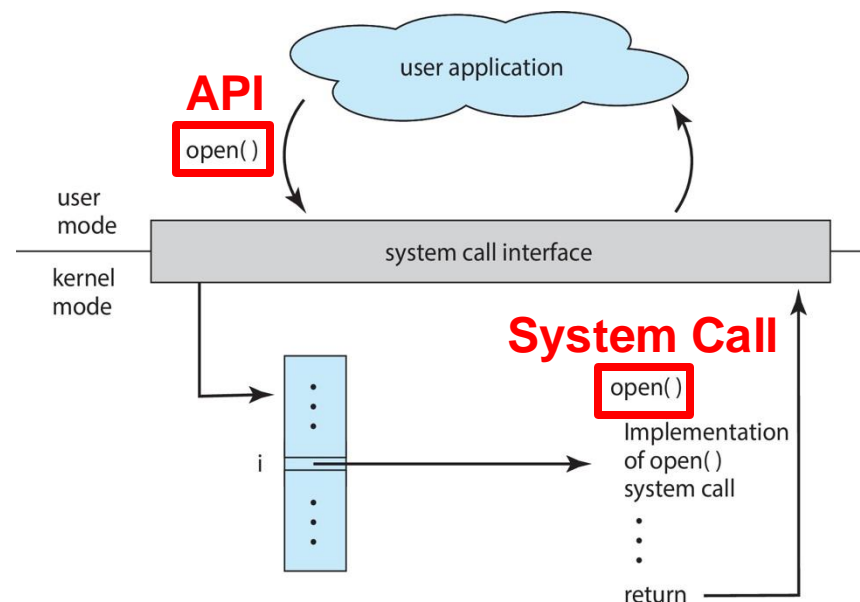 user application
API
open( )
user
mode
system call interface
kernel
mode
System Call
open( )
Implementation
of open( )
system call
i
return